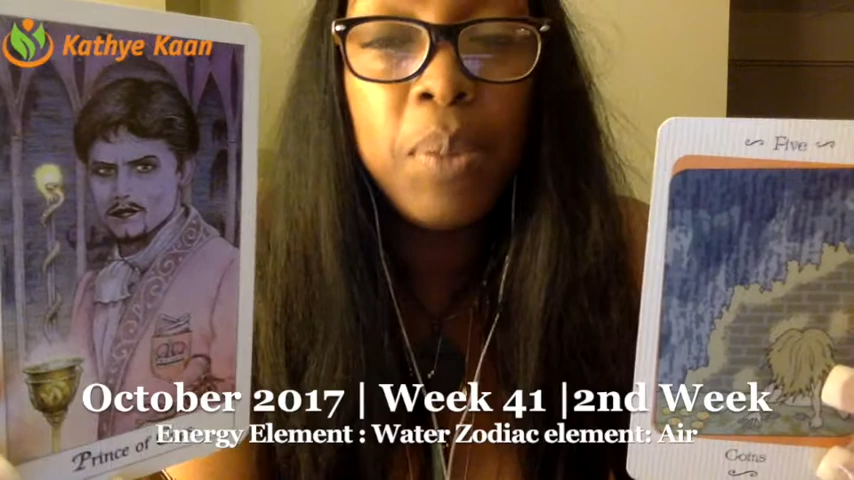 Kathye Kaan
Five
October 2017 | Week 41 |2nd Week
Energy Element : Water Zodiac element: Air
Prince of
Coins